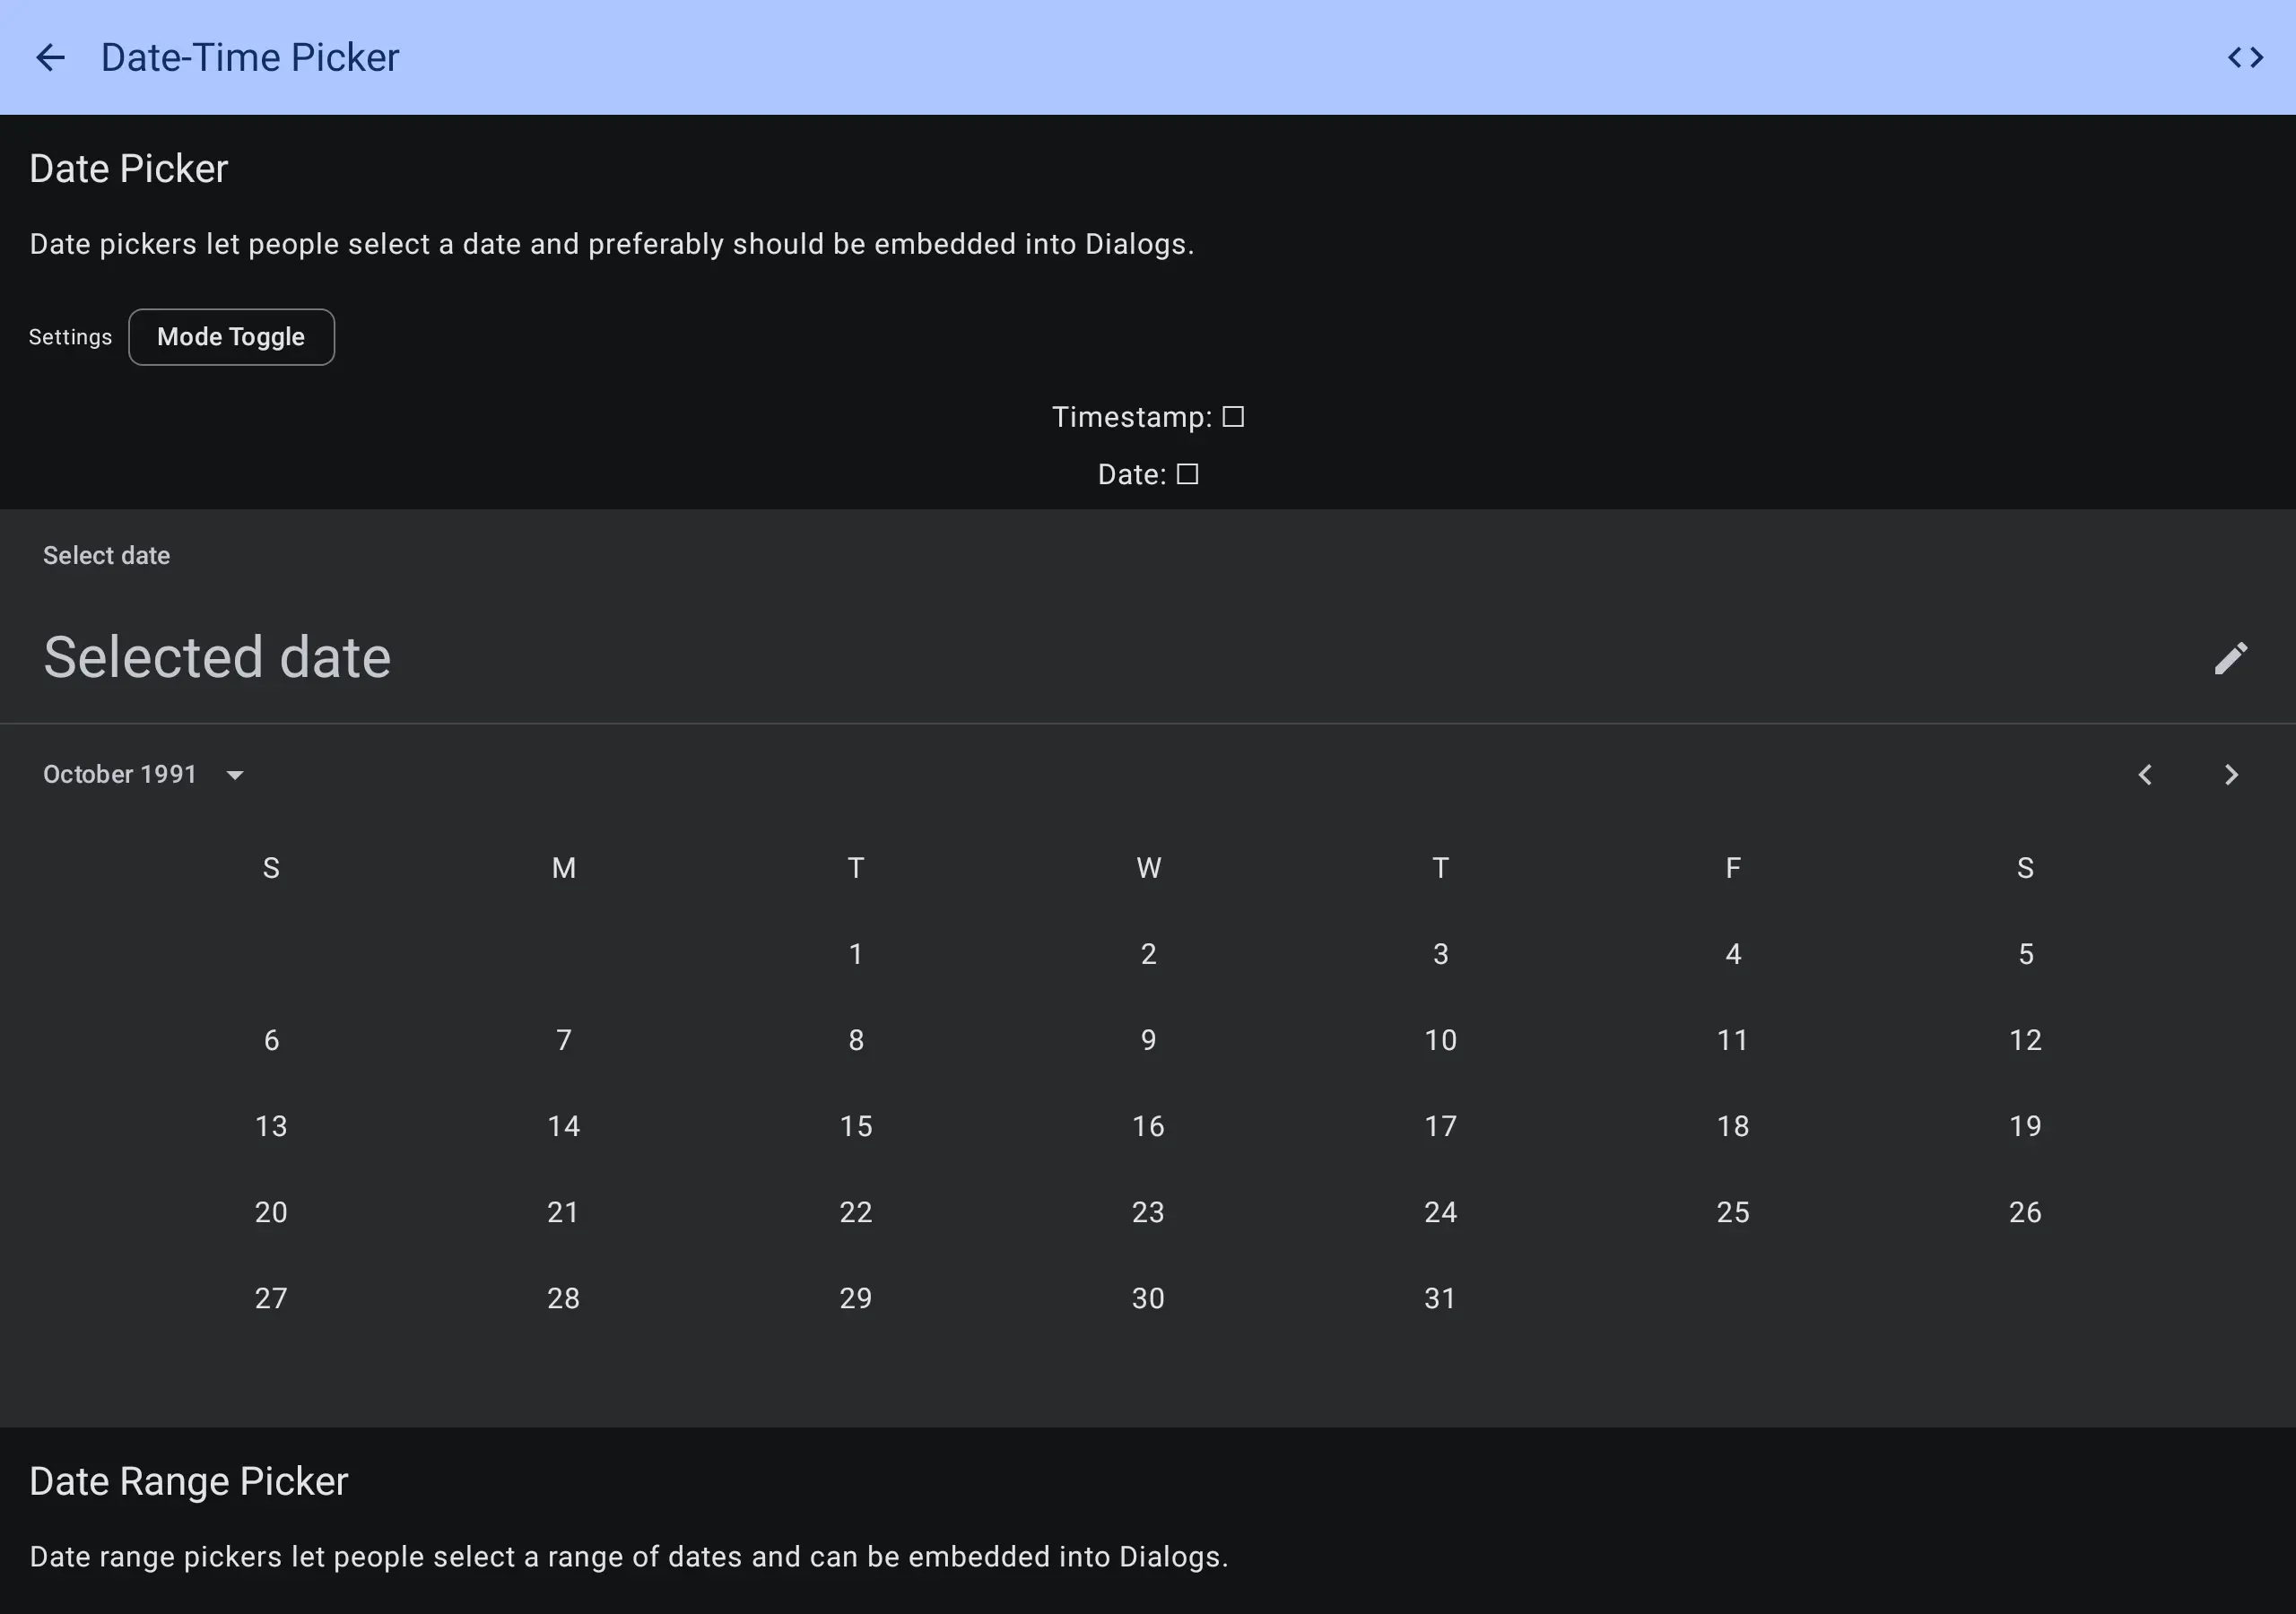 Date-Time Picker
Date Picker
Date pickers let people select a date and preferably should be embedded into Dialogs.
Settings Mode Toggle
Timestamp: □
Date: □
Select date
Selected date
October 1991
S M T W T F S
1 2 3 4 5
6 7 8 9 10 11 12
13 14 15 16 17 18 19
20 21 22 23 24 25 26
27 28 29 30 31
Date Range Picker
Date range pickers let people select a range of dates and can be embedded into Dialogs.